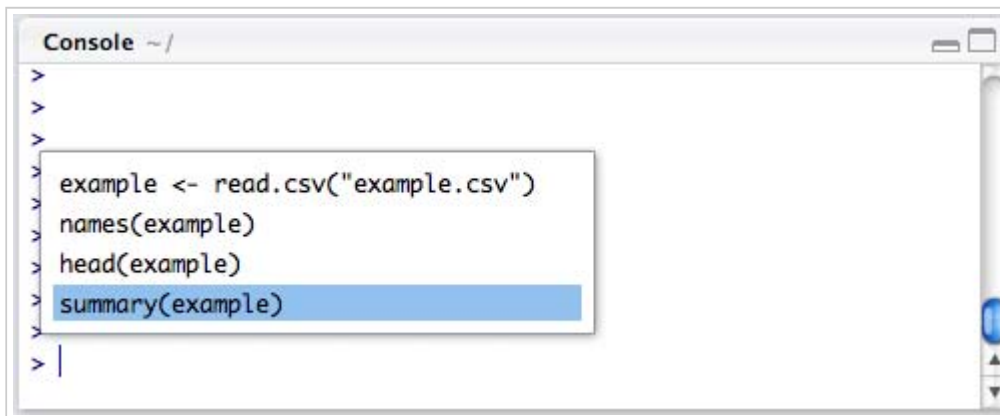 Console ~/
>
>
>
>
example <- read.csv("example.csv")
>
names(example)
>
head(example)
>
summary(example)
>
>
>